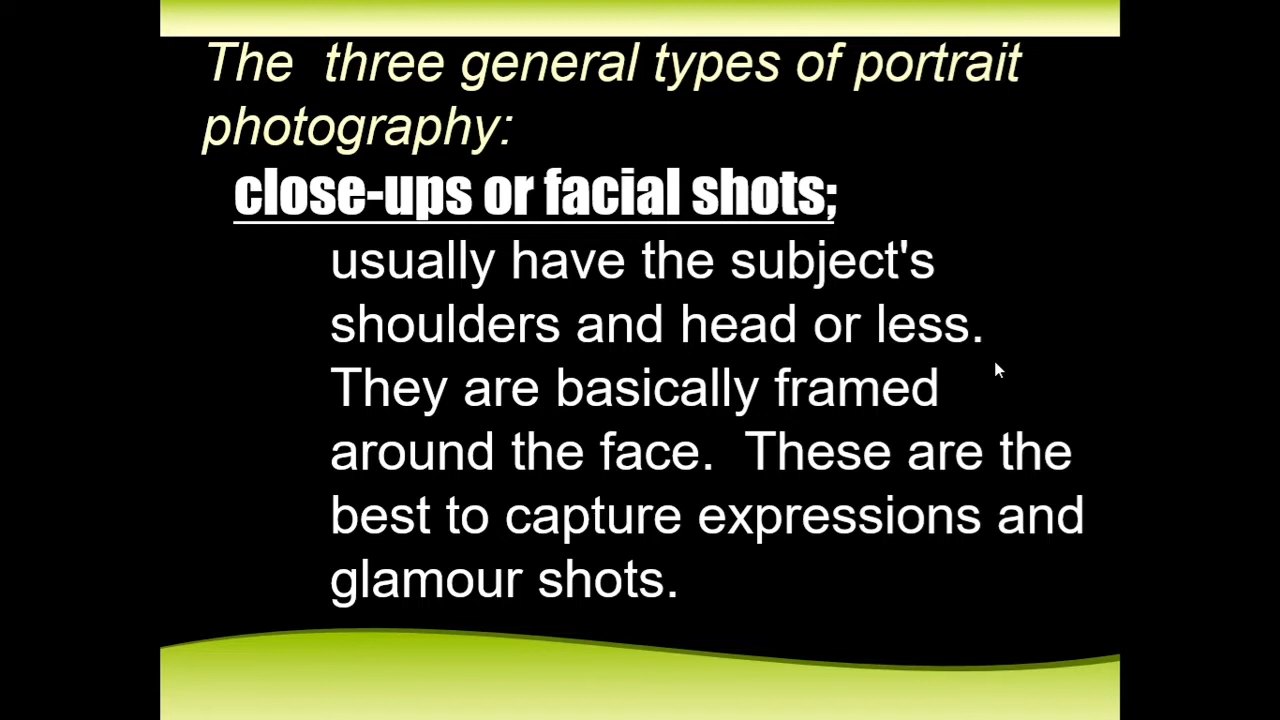 The  three general types of portrait
photography:
close-ups or facial shots;
usually have the subject's
shoulders and head or less.
They are basically framed
around the face.  These are the
best to capture expressions and
glamour shots.